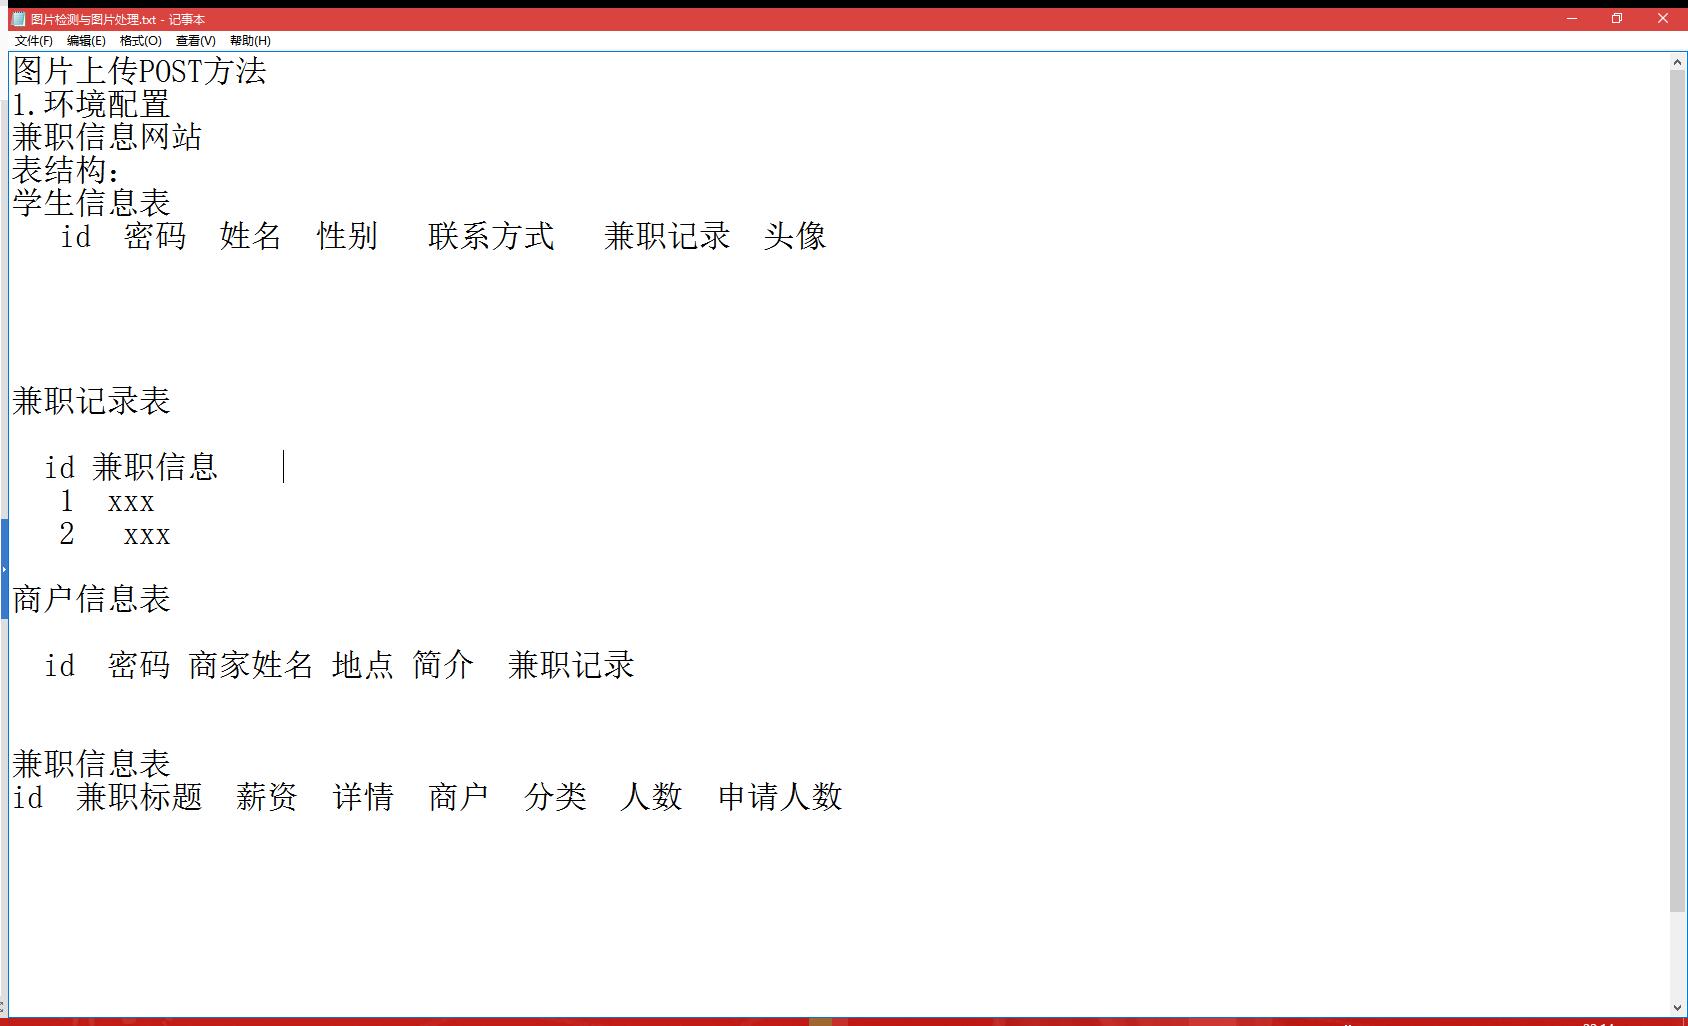 图片检测与图片处理.txt - 记事本
文件(F) 编辑(E) 格式(O) 查看(V) 帮助(H)
图片上传POST方法
1.环境配置
兼职信息网站
表结构：
学生信息表
id 密码 姓名 性别 联系方式 兼职记录 头像
兼职记录表
id 兼职信息
1 xxx
2 xxx
商户信息表
id 密码 商家姓名 地点 简介 兼职记录
兼职信息表
id 兼职标题 薪资 详情 商户 分类 人数 申请人数